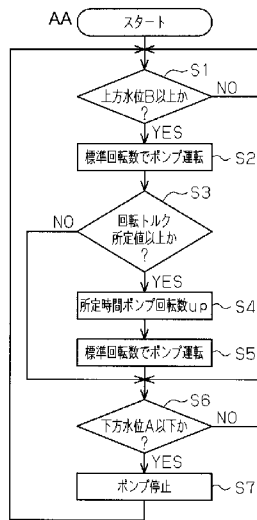 AA
スタート
S1
上方水位B以上か
?
NO
YES
標準回転数でポンプ運転
S2
S3
NO
回転トルク
所定値以上か
?
YES
所定時間ポンプ回転数up
S4
標準回転数でポンプ運転
S5
S6
下方水位A以下か
?
NO
YES
ポンプ停止
S7